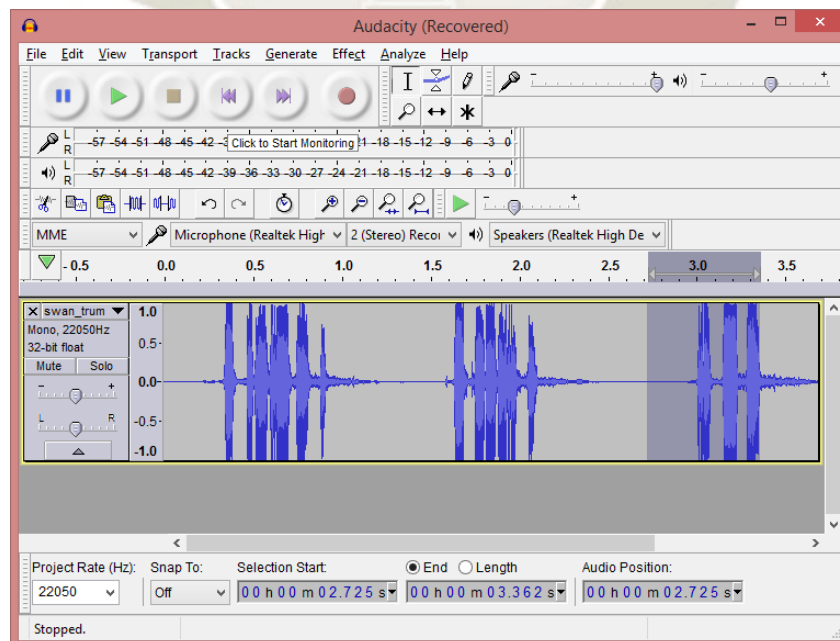 Audacity (Recovered)
File Edit View Transport Tracks Generate Effect Analyze Help
L
R
-57 -54 -51 -48 -45 -42 -3 Click to Start Monitoring 21 -18 -15 -12 -9 -6 -3 0
L
R
-57 -54 -51 -48 -45 -42 -39 -36 -33 -30 -27 -24 -21 -18 -15 -12 -9 -6 -3 0
MME Microphone (Realtek High 2 (Stereo) Recor Speakers (Realtek High De
-0.5 0.0 0.5 1.0 1.5 2.0 2.5 3.0 3.5
X swan_trum 1.0
Mono, 22050Hz
32-bit float 0.5
Mute Solo
- + 0.0
L R -0.5
-1.0
Project Rate (Hz): Snap To: Selection Start: End Length Audio Position:
22050 Off 00 h 00 m 02.725 s 00 h 00 m 03.362 s 00 h 00 m 02.725 s
Stopped.